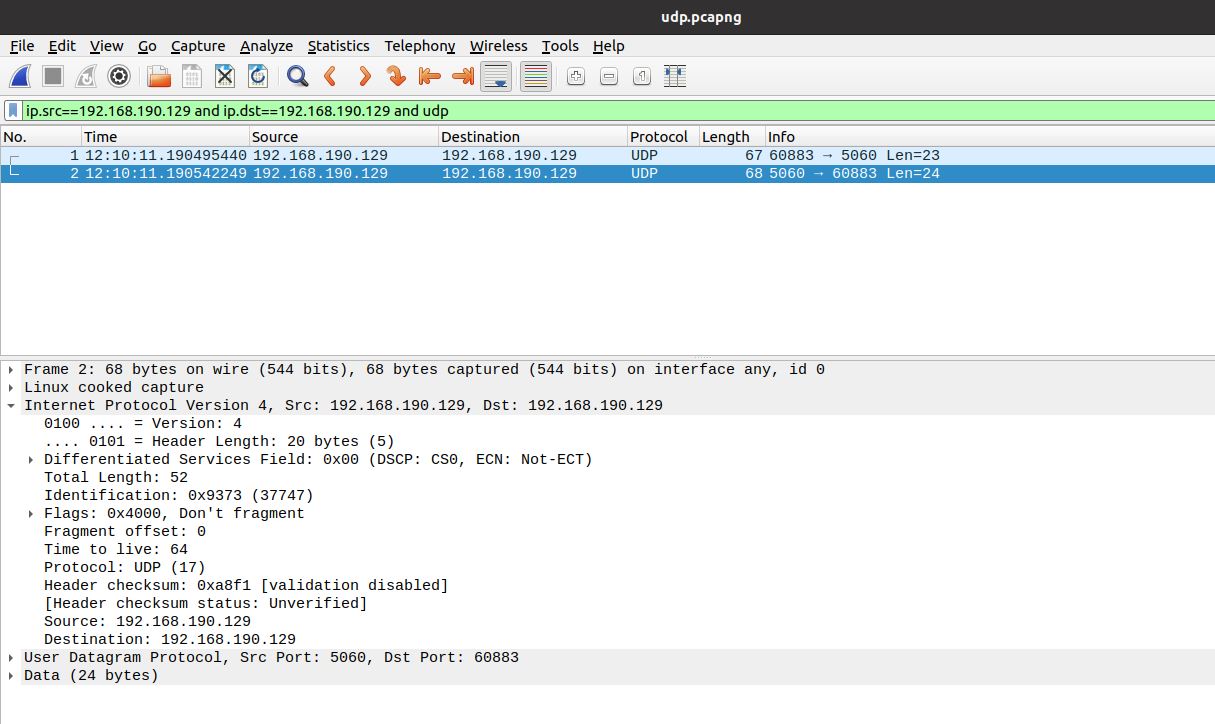 udp.pcapng
File Edit View Go Capture Analyze Statistics Telephony Wireless Tools Help
ip.src==192.168.190.129 and ip.dst==192.168.190.129 and udp
No. Time Source Destination Protocol Length Info
1 12:10:11.190495440 192.168.190.129 192.168.190.129 UDP 67 60883 → 5060 Len=23
2 12:10:11.190542249 192.168.190.129 192.168.190.129 UDP 68 5060 → 60883 Len=24
Frame 2: 68 bytes on wire (544 bits), 68 bytes captured (544 bits) on interface any, id 0
Linux cooked capture
Internet Protocol Version 4, Src: 192.168.190.129, Dst: 192.168.190.129
0100 .... = Version: 4
.... 0101 = Header Length: 20 bytes (5)
Differentiated Services Field: 0x00 (DSCP: CS0, ECN: Not-ECT)
Total Length: 52
Identification: 0x9373 (37747)
Flags: 0x4000, Don't fragment
Fragment offset: 0
Time to live: 64
Protocol: UDP (17)
Header checksum: 0xa8f1 [validation disabled]
[Header checksum status: Unverified]
Source: 192.168.190.129
Destination: 192.168.190.129
User Datagram Protocol, Src Port: 5060, Dst Port: 60883
Data (24 bytes)